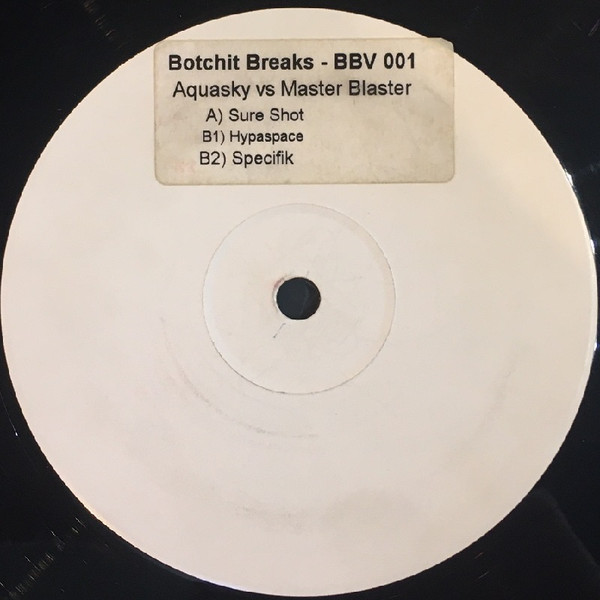 Botchit Breaks - BBV 001
Aquasky vs Master Blaster
A) Sure Shot
B1) Hypaspace
B2) Specifik